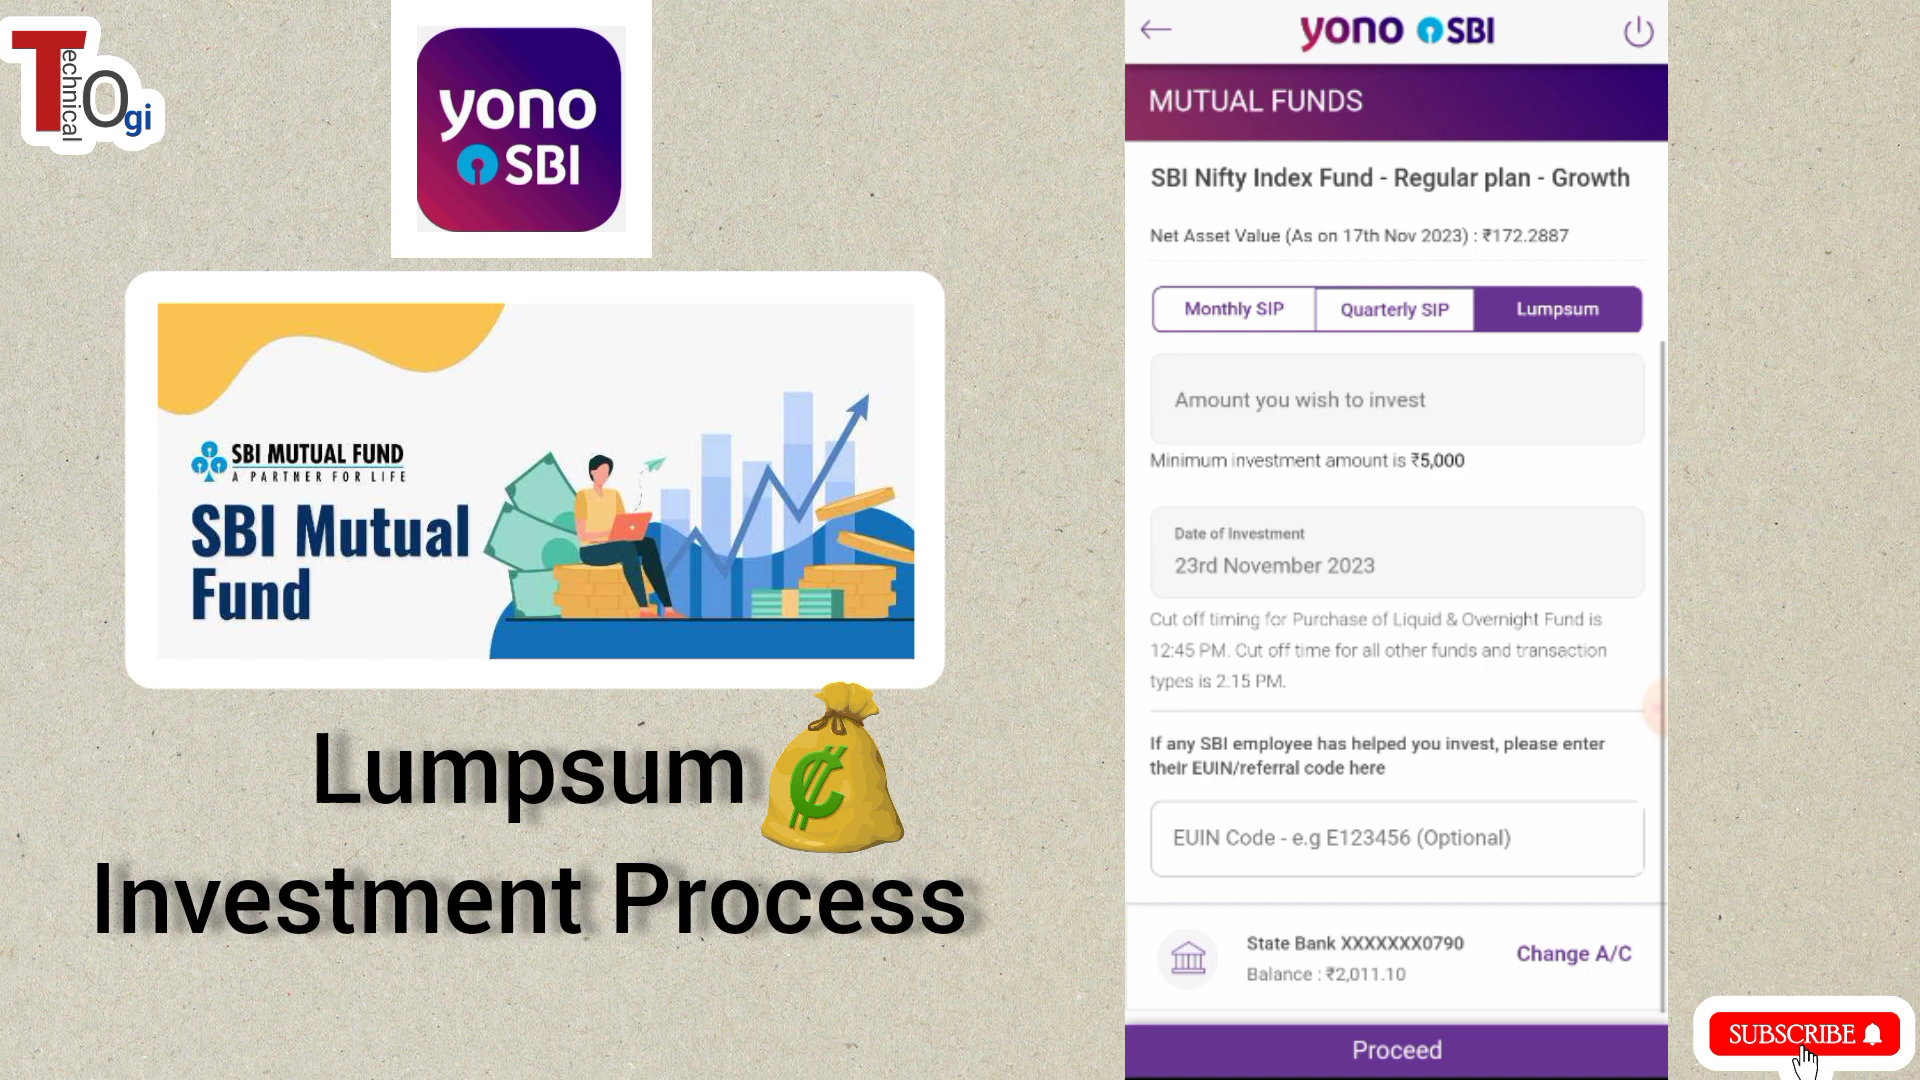 Technical Ogi
yono
SBI
SBI MUTUAL FUND
A PARTNER FOR LIFE
SBI Mutual
Fund
Lumpsum
Investment Process
yono SBI
MUTUAL FUNDS
SBI Nifty Index Fund - Regular plan - Growth
Net Asset Value (As on 17th Nov 2023) : ₹172.2887
Monthly SIP Quarterly SIP Lumpsum
Amount you wish to invest
Minimum investment amount is ₹5,000
Date of Investment
23rd November 2023
Cut off timing for Purchase of Liquid & Overnight Fund is
12:45 PM. Cut off time for all other funds and transaction
types is 2:15 PM.
If any SBI employee has helped you invest, please enter
their EUIN/referral code here
EUIN Code - e.g E123456 (Optional)
State Bank XXXXXXX0790
Change A/C
Balance : ₹2,011.10
Proceed
SUBSCRIBE